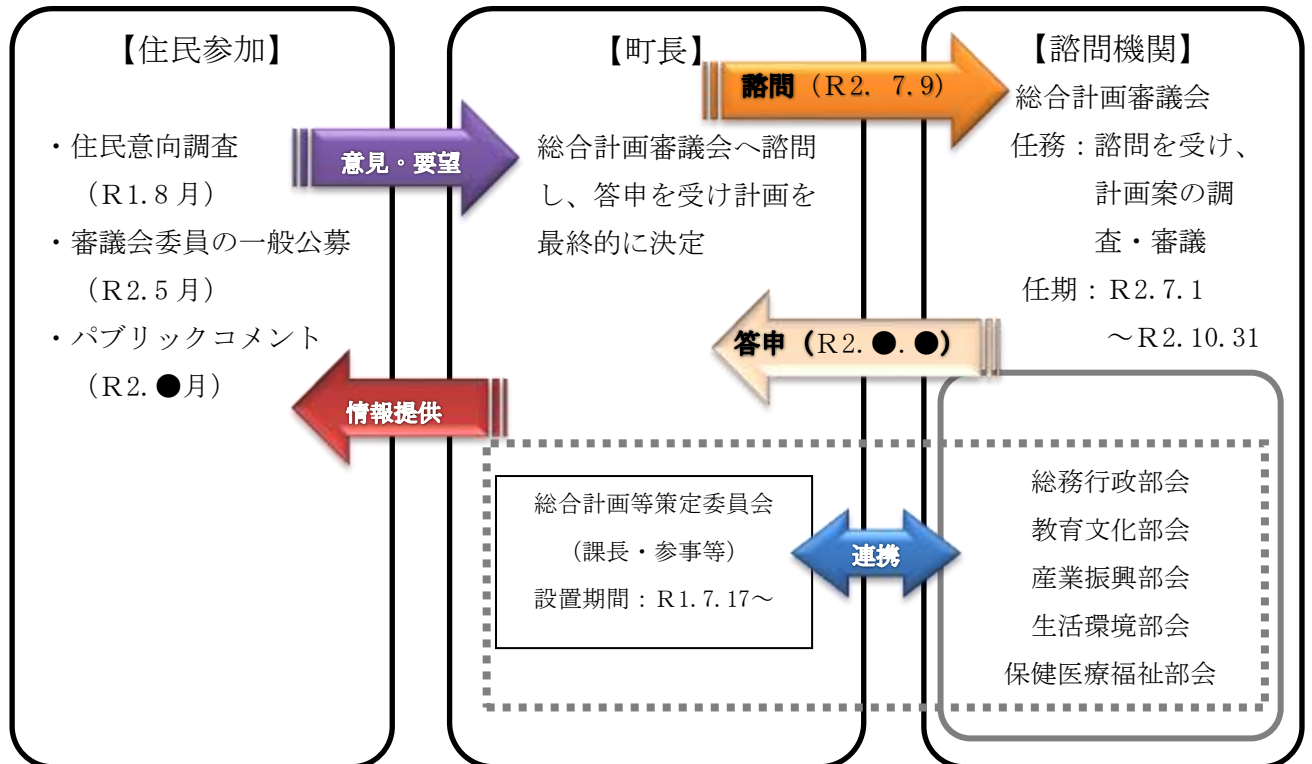 【住民参加】
・住民意向調査
（R1.8月）
・審議会委員の一般公募
（R2.5月）
・パブリックコメント
（R2.●月）
意見・要望
情報提供
【町長】
総合計画審議会へ諮問
し、答申を受け計画を
最終的に決定
諮問（R2. 7.9）
答申（R2.●.●）
総合計画等策定委員会
（課長・参事等）
設置期間：R1.7.17～
連携
【諮問機関】
総合計画審議会
任務：諮問を受け、
計画案の調
査・審議
任期：R2.7.1
～R2.10.31
総務行政部会
教育文化部会
産業振興部会
生活環境部会
保健医療福祉部会